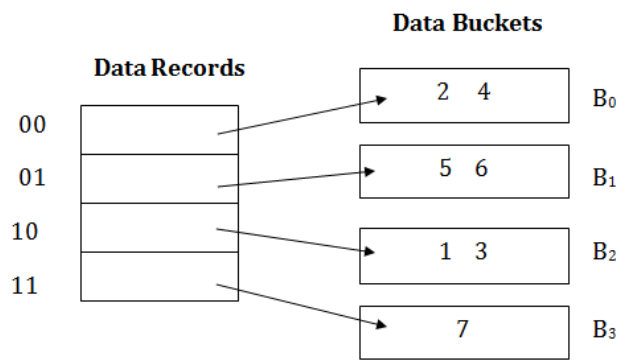 Data Buckets
Data Records
00
2 4 B₀
01
5 6 B₁
10
1 3 B₂
11
7 B₃